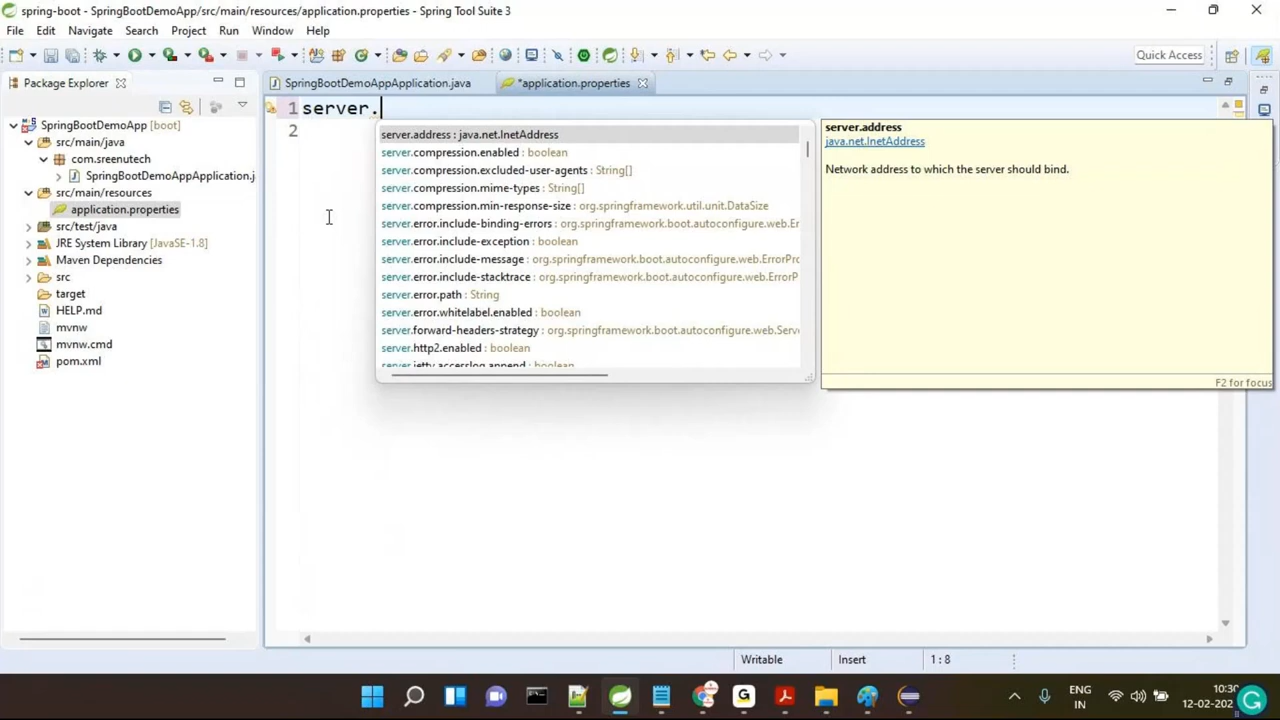 spring-boot - SpringBootDemoApp/src/main/resources/application.properties - Spring Tool Suite 3
File Edit Navigate Search Project Run Window Help
Quick Access
Package Explorer
SpringBootDemoAppApplication.java
*application.properties
SpringBootDemoApp [boot]
src/main/java
com.sreenutech
SpringBootDemoAppApplication.j
src/main/resources
application.properties
src/test/java
JRE System Library [JavaSE-1.8]
Maven Dependencies
src
target
HELP.md
mvnw
mvnw.cmd
pom.xml
1 server.
2
server.address : java.net.InetAddress
server.compression.enabled : boolean
server.compression.excluded-user-agents : String[]
server.compression.mime-types : String[]
server.compression.min-response-size : org.springframework.util.unit.DataSize
server.error.include-binding-errors : org.springframework.boot.autoconfigure.web.Er
server.error.include-exception : boolean
server.error.include-message : org.springframework.boot.autoconfigure.web.ErrorPro
server.error.include-stacktrace : org.springframework.boot.autoconfigure.web.ErrorP
server.error.path : String
server.error.whitelabel.enabled : boolean
server.forward-headers-strategy : org.springframework.boot.autoconfigure.web.Serve
server.http2.enabled : boolean
server.jetty.accesslog.append : boolean
server.address
java.net.InetAddress
Network address to which the server should bind.
F2 for focus
Writable Insert 1 : 8
ENG
IN
10:30
12-02-202